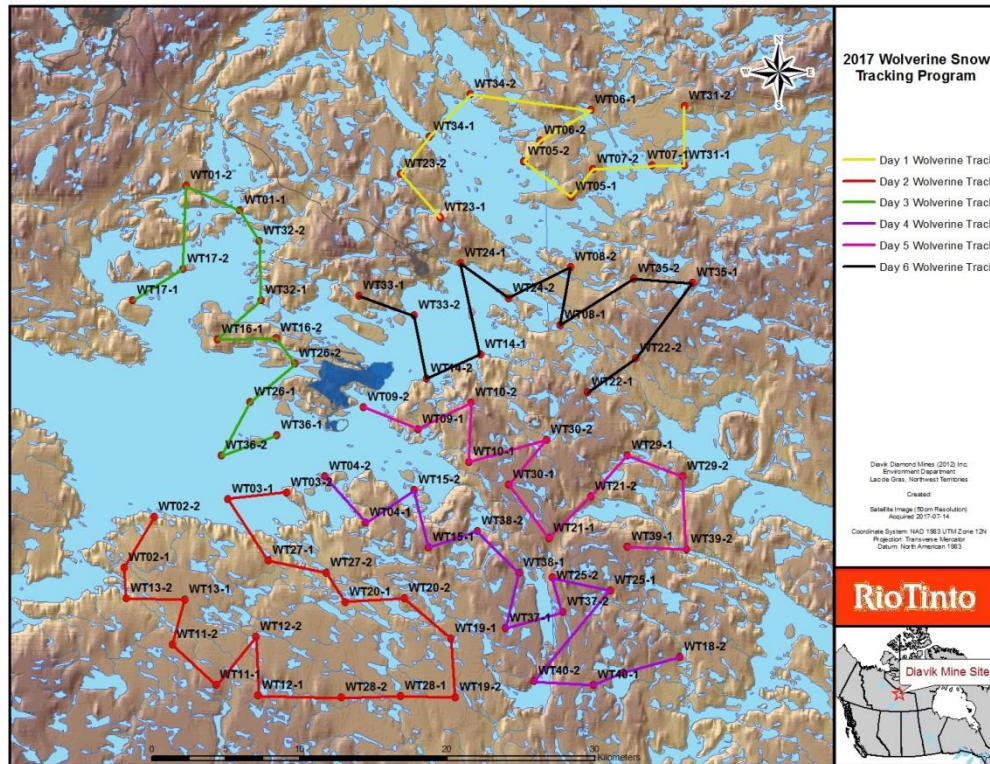 2017 Wolverine Snow
Tracking Program
N
W
E
S
Day 1 Wolverine Track
Day 2 Wolverine Track
Day 3 Wolverine Track
Day 4 Wolverine Track
Day 5 Wolverine Track
Day 6 Wolverine Track
WT34-2
WT06-1
WT31-2
WT34-1
WT06-2
WT23-2
WT05-2
WT07-2
WT07-1
WT31-1
WT01-2
WT05-1
WT01-1
WT23-1
WT32-2
WT17-2
WT24-1
WT08-2
WT35-2
WT35-1
WT17-1
WT32-1
WT33-1
WT24-2
WT33-2
WT08-1
WT16-1
WT16-2
WT26-2
WT14-1
WT22-2
WT14-2
WT22-1
WT26-1
WT09-2
WT10-2
WT09-1
WT36-1
WT30-2
WT36-2
WT10-1
WT29-1
WT04-2
WT30-1
WT29-2
WT03-1
WT03-2
WT15-2
WT21-2
WT02-2
WT04-1
WT38-2
WT21-1
WT15-1
WT39-1
WT39-2
WT02-1
WT27-1
WT27-2
WT38-1
WT25-2
WT25-1
WT13-2
WT13-1
WT20-1
WT20-2
WT37-2
WT37-1
WT11-2
WT12-2
WT19-1
WT18-2
WT11-1
WT12-1
WT28-2
WT28-1
WT19-2
WT40-2
WT40-1
0
5
10
20
30
Kilometers
Diavik Diamond Mines (2012) Inc.
Environment Department
Lac de Gras, Northwest Territories
Created:
Satellite Image (50cm Resolution)
Acquired 2017-07-14
Coordinate System: NAD 1983 UTM Zone 12N
Projection: Transverse Mercator
Datum: North American 1983
RioTinto
Diavik Mine Site